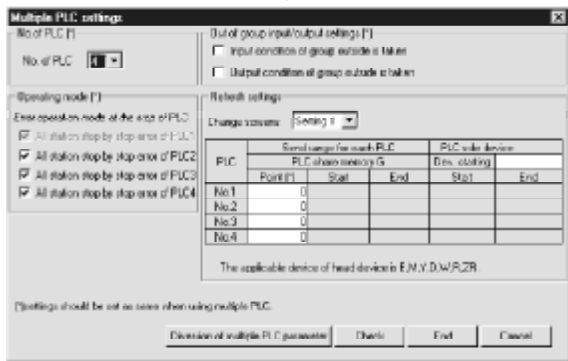 Multiple PLC settings
No. of PLC (*)
No. of PLC 4
Out of group input/output settings (*)
Input condition of group outside is taken
Output condition of group outside is taken
Operating mode (*)
Error operation mode at the stop of PLC
All station stop by stop error of PLC1
All station stop by stop error of PLC2
All station stop by stop error of PLC3
All station stop by stop error of PLC4
Refresh settings
Change screens Setting 1
PLC
Send range for each PLC
PLC side device
PLC share memory G
Dev. starting
Point (*) Start End Start End
No.1 0
No.2 0
No.3 0
No.4 0
The applicable device of head device is B,M,Y,D,W,R,ZR.
(*)settings should be set as same when using multiple PLC.
Diversion of multiple PLC parameter Check End Cancel